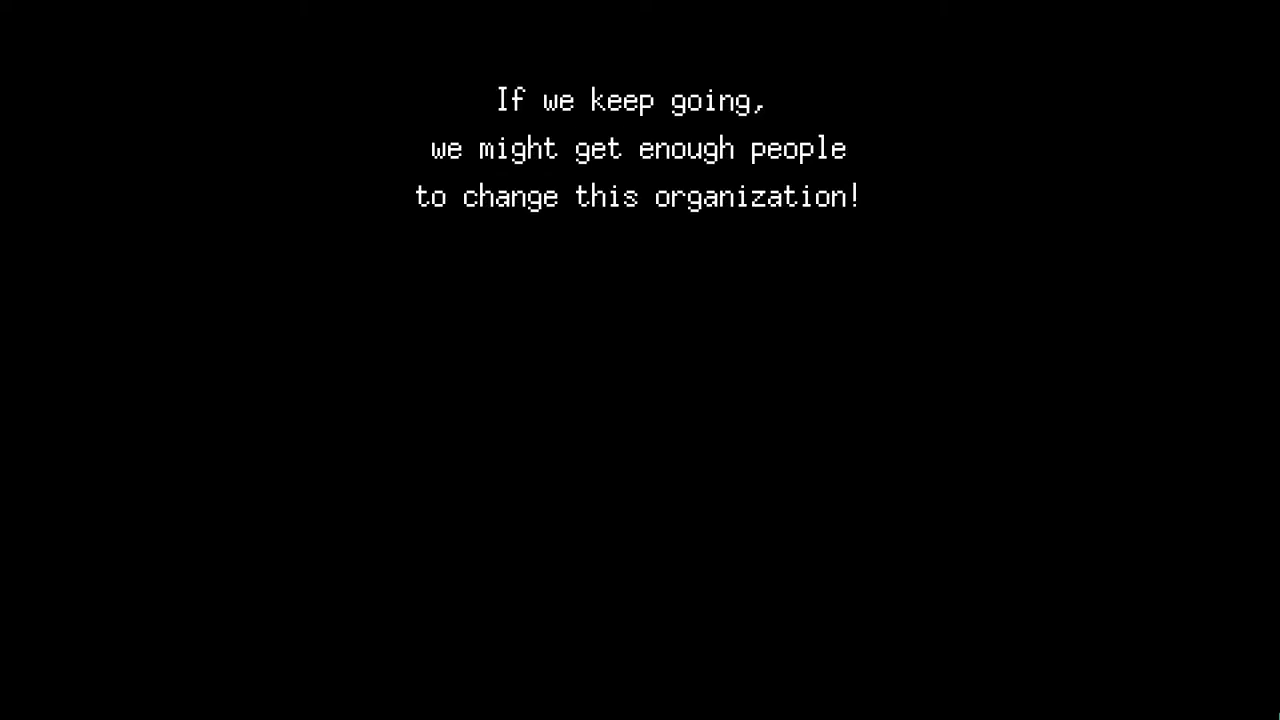 If we keep going,
we might get enough people
to change this organization!